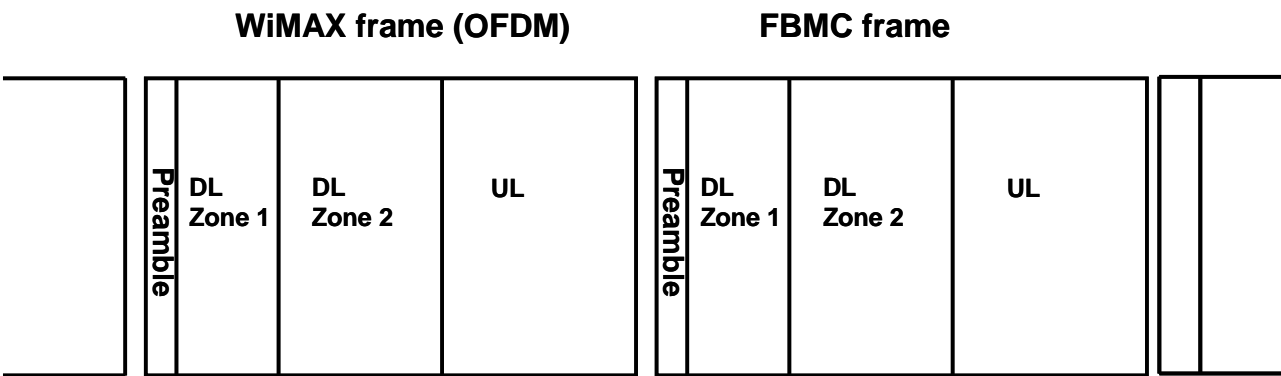 WiMAX frame (OFDM)
FBMC frame
Preamble
DL
Zone 1
DL
Zone 2
UL
Preamble
DL
Zone 1
DL
Zone 2
UL